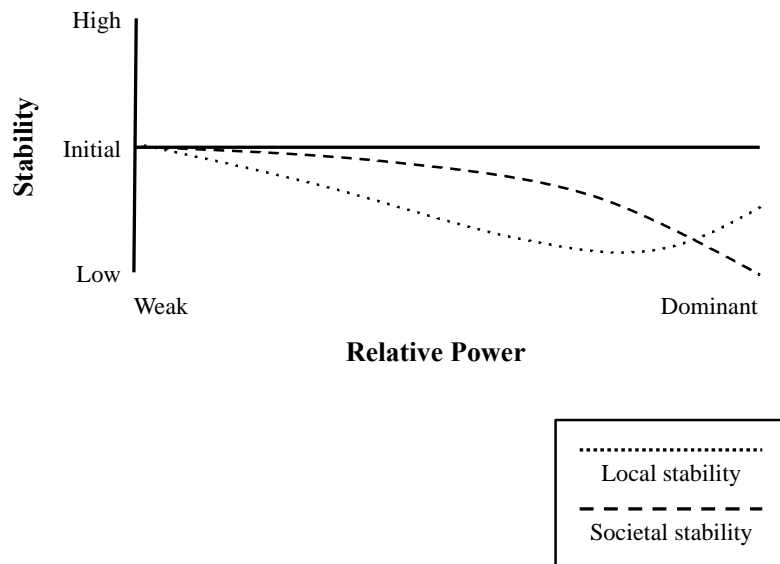 High
Stability
Initial
Low
Weak
Dominant
Relative Power
Local stability
Societal stability